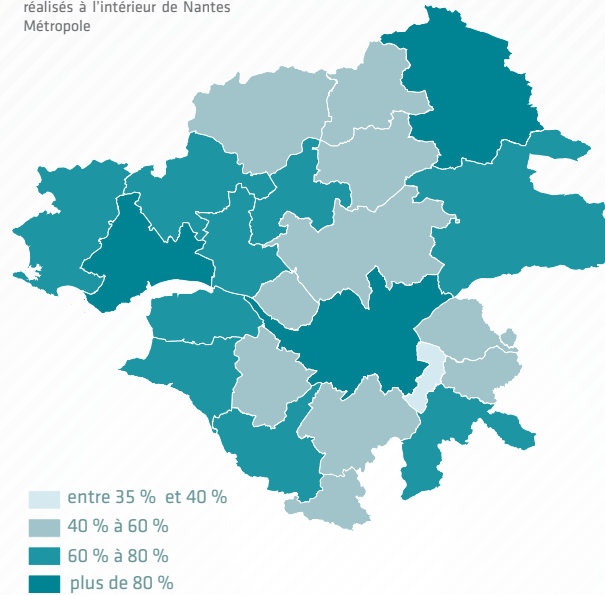 réalisés à l'intérieur de Nantes
Métropole
entre 35 % et 40 %
40 % à 60 %
60 % à 80 %
plus de 80 %